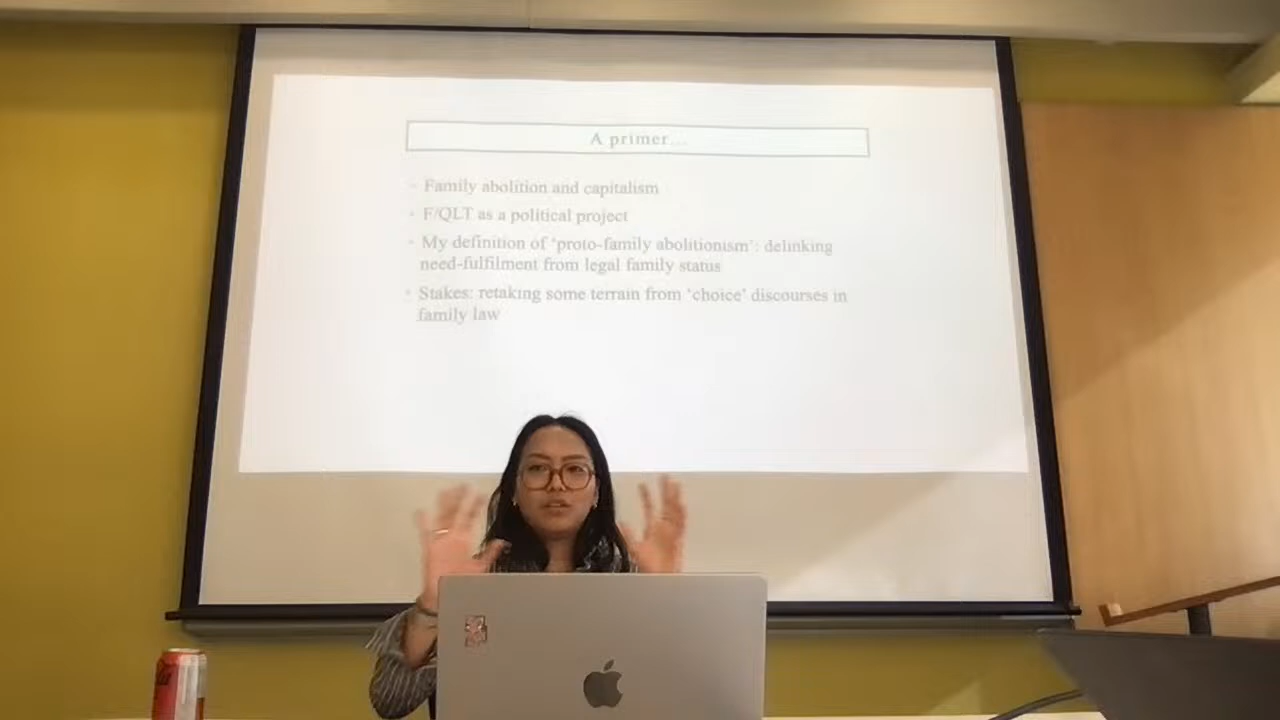 A primer...
• Family abolition and capitalism
• F/QLT as a political project
• My definition of ‘proto-family abolitionism’: delinking
need-fulfilment from legal family status
• Stakes: retaking some terrain from ‘choice’ discourses in
family law